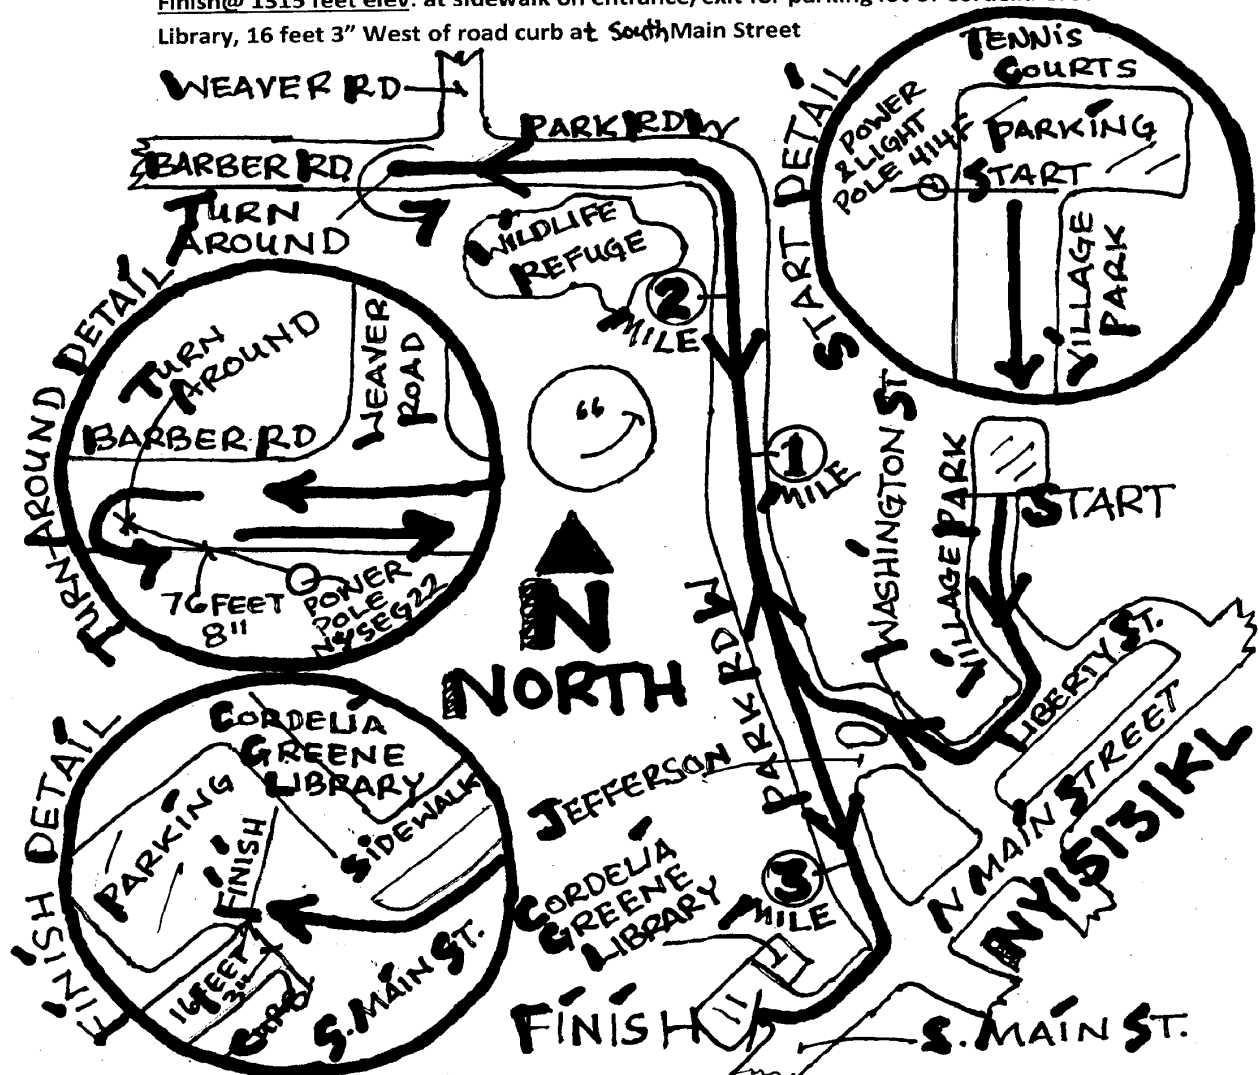 Finish@ 1315 feet elev: at sidewalk on entrance/exit for parking lot of Cordelia
Library, 16 feet 3” West of road curb at South Main Street
WEAVER RD
PARK RD W
BARBER RD
TURN
AROUND
WILDLIFE
REFUGE
2
MILE
START DETAIL
TENNIS
COURTS
POWER
& LIGHT
POLE 414F
PARKING
START
VILLAGE
PARK
TURN-AROUND DETAIL
TURN
AROUND
WEAVER
ROAD
BARBER RD
76 FEET
8"
POWER
POLE
NYSEG22
“
1
MILE
WASHINGTON ST
VILLAGE PARK
START
N
NORTH
PARK RD W
LIBERTY ST.
N MAIN STREET
NY15131KL
JEFFERSON
FINISH DETAIL
CORDELIA
GREENE
LIBRARY
PARKING
FINISH
SIDEWALK
16 FEET
3"
CURB
S. MAIN ST.
CORDELIA
GREENE
LIBRARY
3
MILE
FINISH
S. MAIN ST.